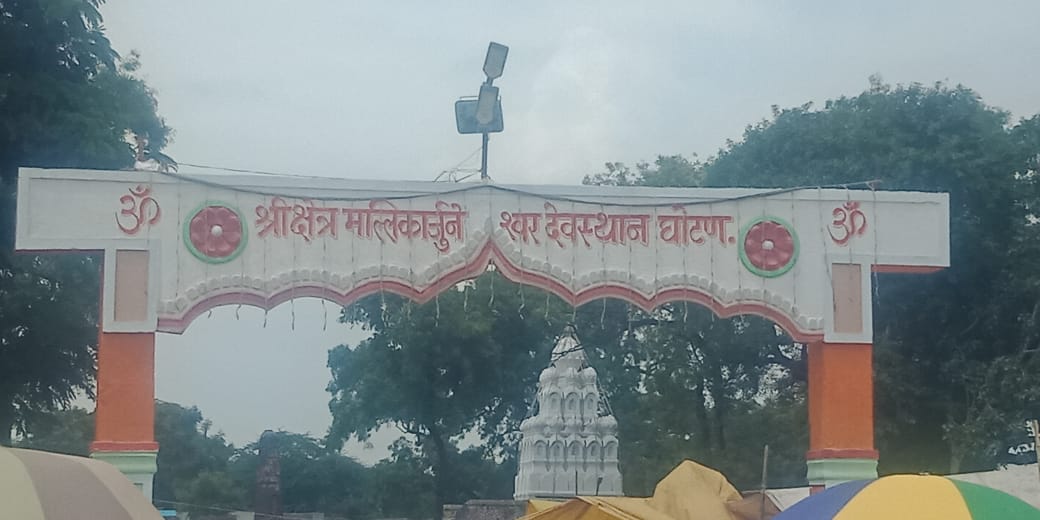 ॐ श्रीक्षेत्र मल्लिकार्जुने श्वर देवस्थान घोटण. ॐ